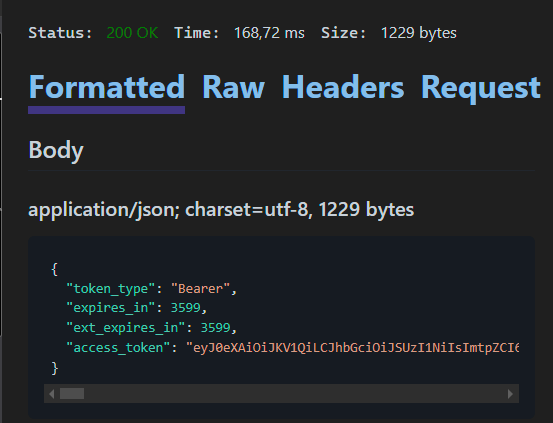 Status: 200 OK Time: 168,72 ms Size: 1229 bytes
Formatted Raw Headers Request
Body
application/json; charset=utf-8, 1229 bytes
{
"token_type": "Bearer",
"expires_in": 3599,
"ext_expires_in": 3599,
"access_token": "eyJ0eXAiOiJKV1QiLCJhbGciOiJSUzI1NiIsImtpZCI6
}